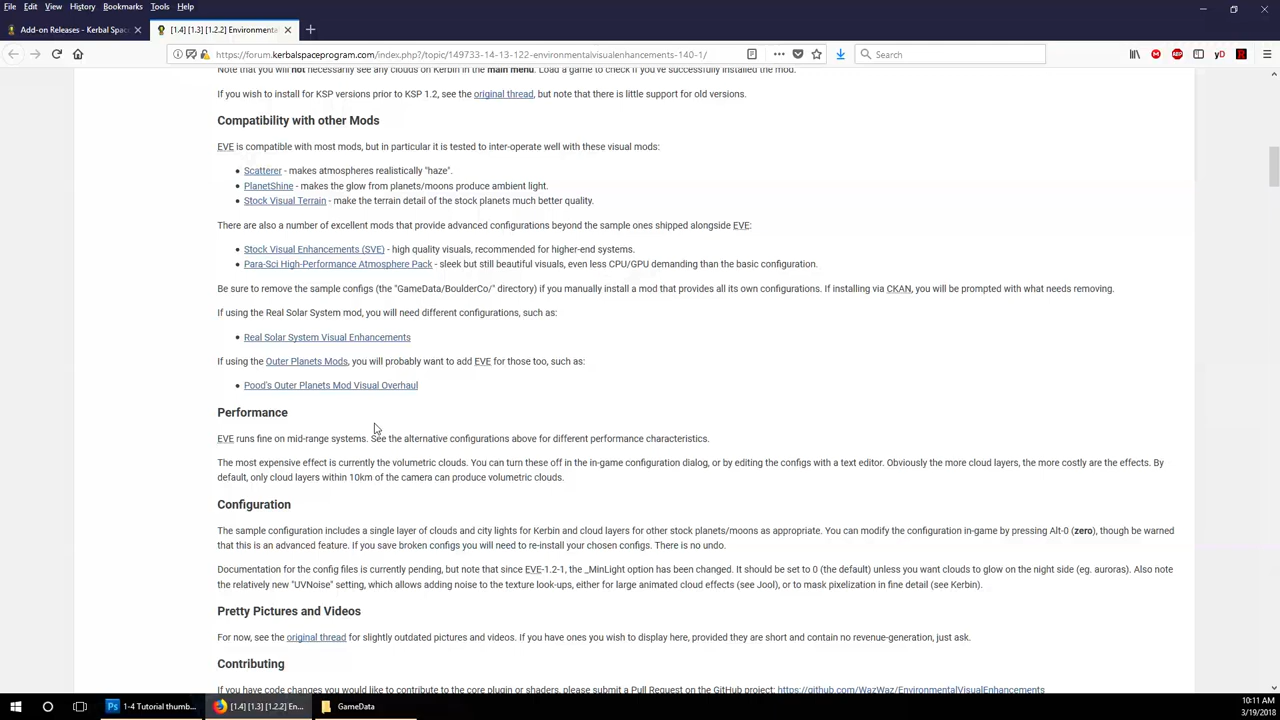 File Edit View History Bookmarks Tools Help
Add-on Releases - Kerbal Spac
[1.4] [1.3] [1.2.2] Environmenta
https://forum.kerbalspaceprogram.com/index.php?/topic/149733-14-13-122-environmentalvisualenhancements-140-1/
Search
Note that you will not necessarily see any clouds on Kerbin in the main menu. Load a game to check if you've successfully installed the mod.
If you wish to install for KSP versions prior to KSP 1.2, see the original thread, but note that there is little support for old versions.
Compatibility with other Mods
EVE is compatible with most mods, but in particular it is tested to inter-operate well with these visual mods:
• Scatterer - makes atmospheres realistically "haze".
• PlanetShine - makes the glow from planets/moons produce ambient light.
• Stock Visual Terrain - make the terrain detail of the stock planets much better quality.
There are also a number of excellent mods that provide advanced configurations beyond the sample ones shipped alongside EVE:
• Stock Visual Enhancements (SVE) - high quality visuals, recommended for higher-end systems.
• Para-Sci High-Performance Atmosphere Pack - sleek but still beautiful visuals, even less CPU/GPU demanding than the basic configuration.
Be sure to remove the sample configs (the "GameData/BoulderCo/" directory) if you manually install a mod that provides all its own configurations. If installing via CKAN, you will be prompted with what needs removing.
If using the Real Solar System mod, you will need different configurations, such as:
• Real Solar System Visual Enhancements
If using the Outer Planets Mods, you will probably want to add EVE for those too, such as:
• Pood's Outer Planets Mod Visual Overhaul
Performance
EVE runs fine on mid-range systems. See the alternative configurations above for different performance characteristics.
The most expensive effect is currently the volumetric clouds. You can turn these off in the in-game configuration dialog, or by editing the configs with a text editor. Obviously the more cloud layers, the more costly are the effects. By
default, only cloud layers within 10km of the camera can produce volumetric clouds.
Configuration
The sample configuration includes a single layer of clouds and city lights for Kerbin and cloud layers for other stock planets/moons as appropriate. You can modify the configuration in-game by pressing Alt-0 (zero), though be warned
that this is an advanced feature. If you save broken configs you will need to re-install your chosen configs. There is no undo.
Documentation for the config files is currently pending, but note that since EVE-1.2-1, the _MinLight option has been changed. It should be set to 0 (the default) unless you want clouds to glow on the night side (eg. auroras). Also note
the relatively new "UVNoise" setting, which allows adding noise to the texture look-ups, either for large animated cloud effects (see Jool), or to mask pixelization in fine detail (see Kerbin).
Pretty Pictures and Videos
For now, see the original thread for slightly outdated pictures and videos. If you have ones you wish to display here, provided they are short and contain no revenue-generation, just ask.
Contributing
If you have code changes you would like to contribute to the core plugin or shaders, please submit a Pull Request on the GitHub project: https://github.com/WazWaz/EnvironmentalVisualEnhancements
1-4 Tutorial thumb...
[1.4] [1.3] [1.2.2] En...
GameData
10:11 AM
3/19/2018